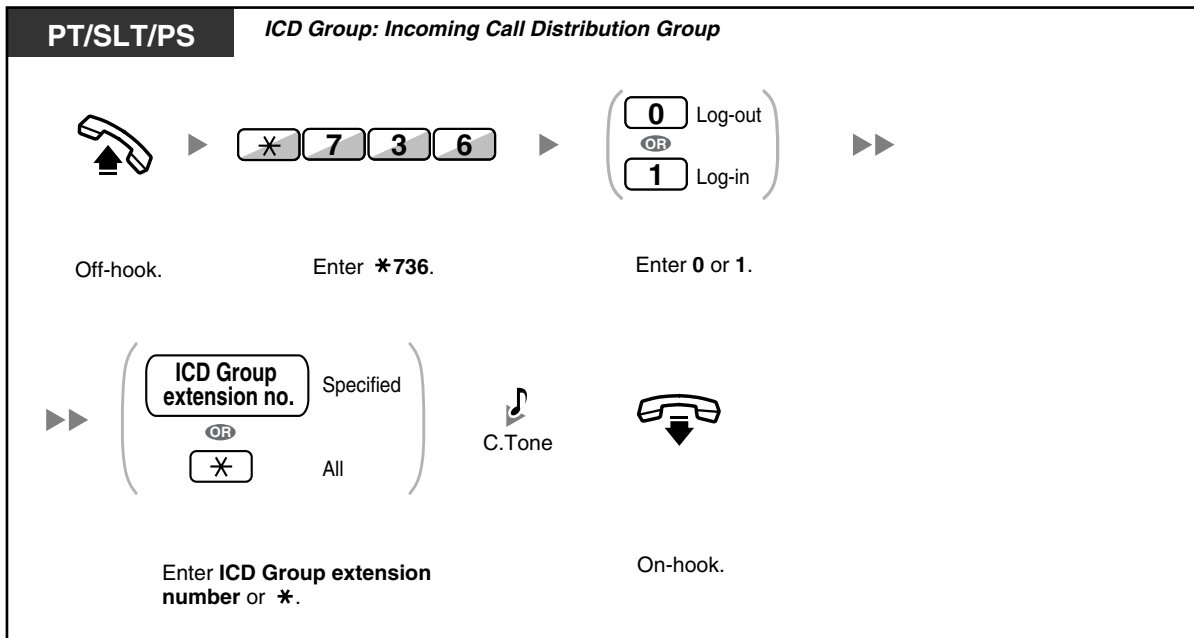 PT/SLT/PS
ICD Group: Incoming Call Distribution Group
* 7 3 6
0 Log-out
OR
1 Log-in
Off-hook.
Enter *736.
Enter 0 or 1.
ICD Group
extension no.
Specified
OR
* All
C.Tone
Enter ICD Group extension
number or *.
On-hook.